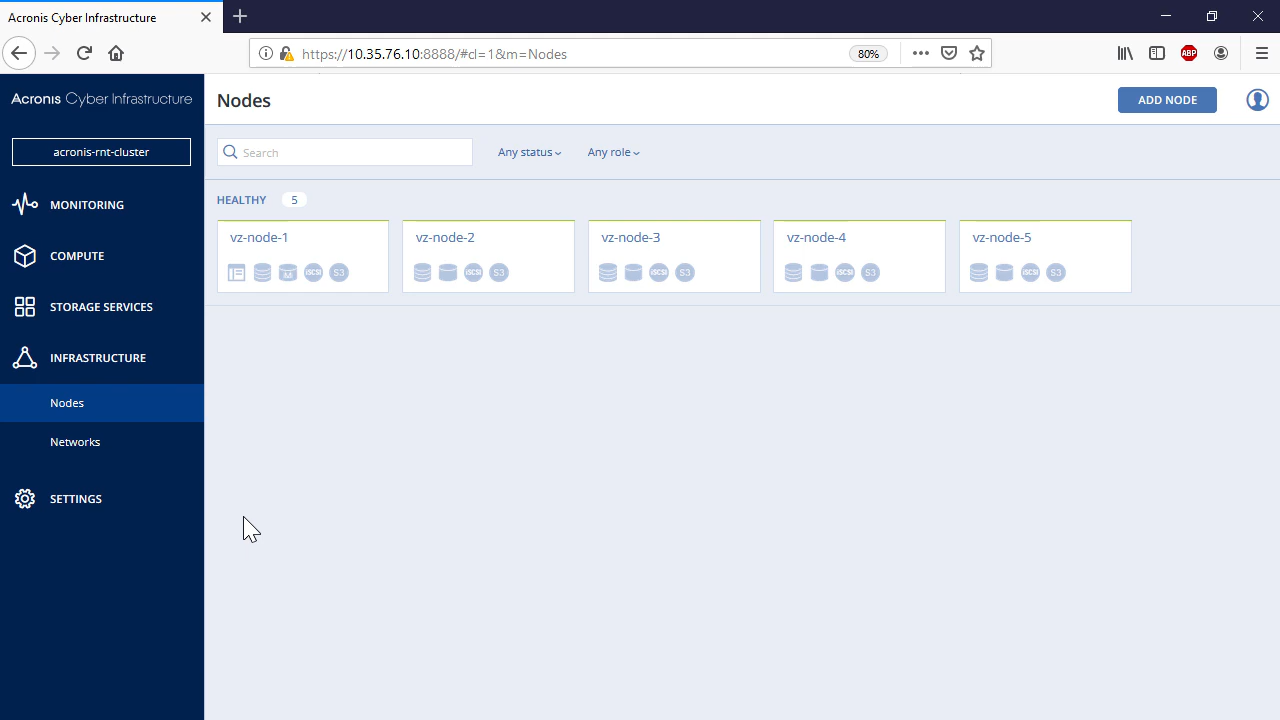 Acronis Cyber Infrastructure
https://10.35.76.10:8888/#cl=1&m=Nodes
80%
ABP
Acronis Cyber Infrastructure
acronis-rnt-cluster
MONITORING
COMPUTE
STORAGE SERVICES
INFRASTRUCTURE
Nodes
Networks
SETTINGS
Nodes
ADD NODE
Search
Any status
Any role
HEALTHY 5
vz-node-1
M iSCSI S3
vz-node-2
iSCSI S3
vz-node-3
iSCSI S3
vz-node-4
iSCSI S3
vz-node-5
iSCSI S3